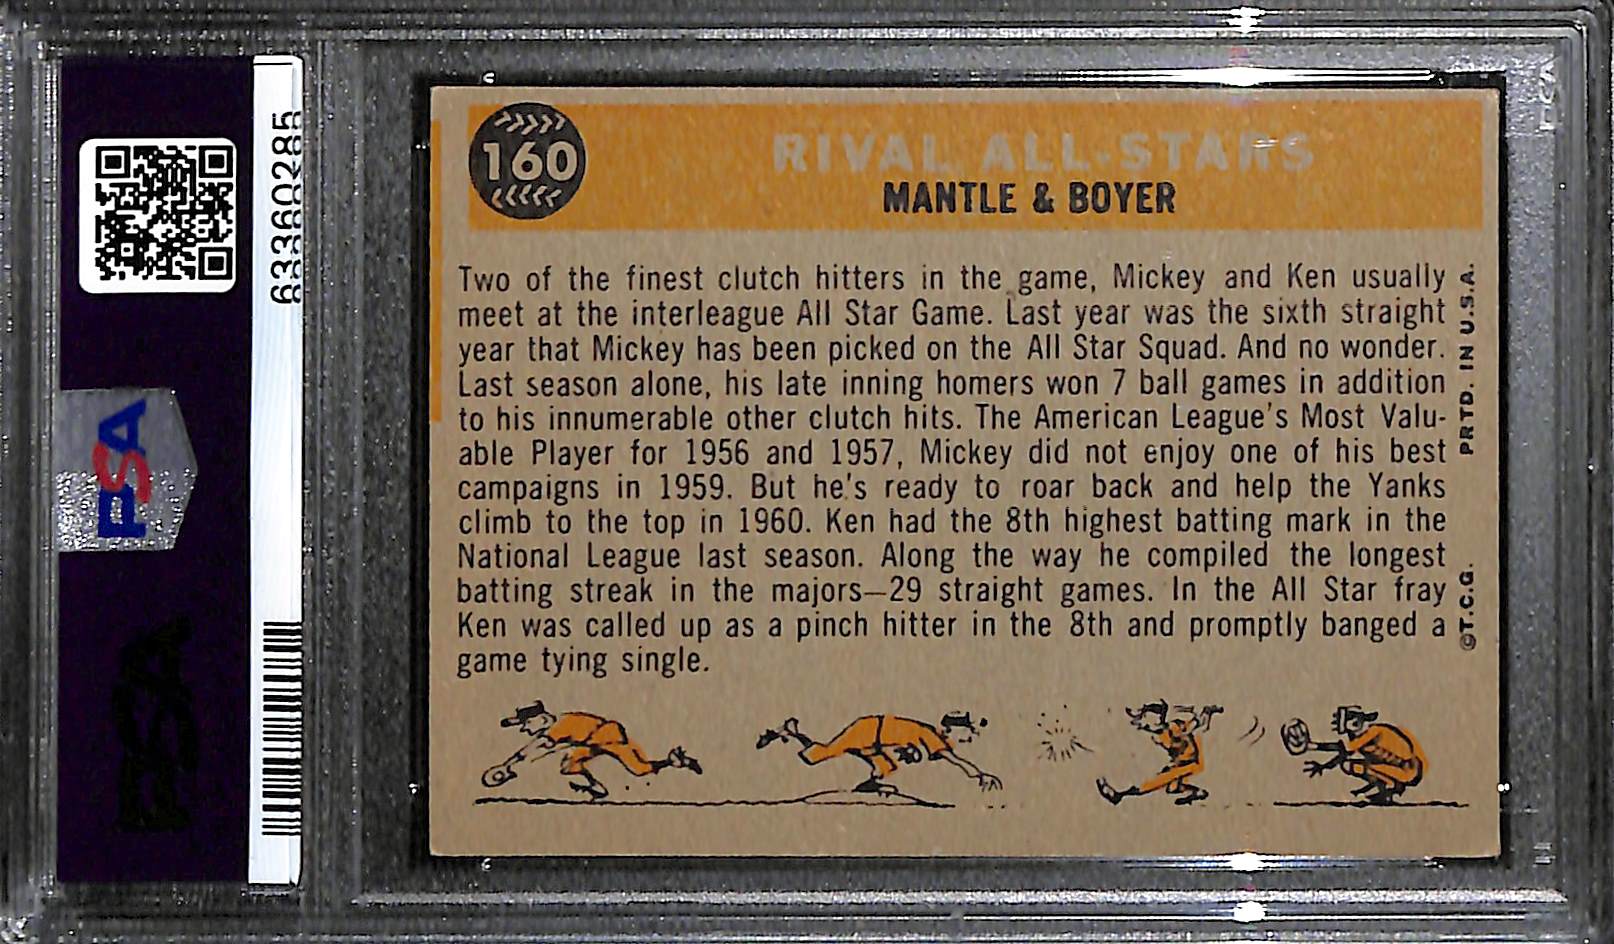 63360285
PSA
160
RIVAL ALL-STARS
MANTLE & BOYER
Two of the finest clutch hitters in the game, Mickey and Ken usually
meet at the interleague All Star Game. Last year was the sixth straight
year that Mickey has been picked on the All Star Squad. And no wonder.
Last season alone, his late inning homers won 7 ball games in addition
to his innumerable other clutch hits. The American League's Most Valu-
able Player for 1956 and 1957, Mickey did not enjoy one of his best
campaigns in 1959. But he's ready to roar back and help the Yanks
climb to the top in 1960. Ken had the 8th highest batting mark in the
National League last season. Along the way he compiled the longest
batting streak in the majors—29 straight games. In the All Star fray
Ken was called up as a pinch hitter in the 8th and promptly banged a
game tying single.
©T.C.G. PRTD. IN U.S.A.